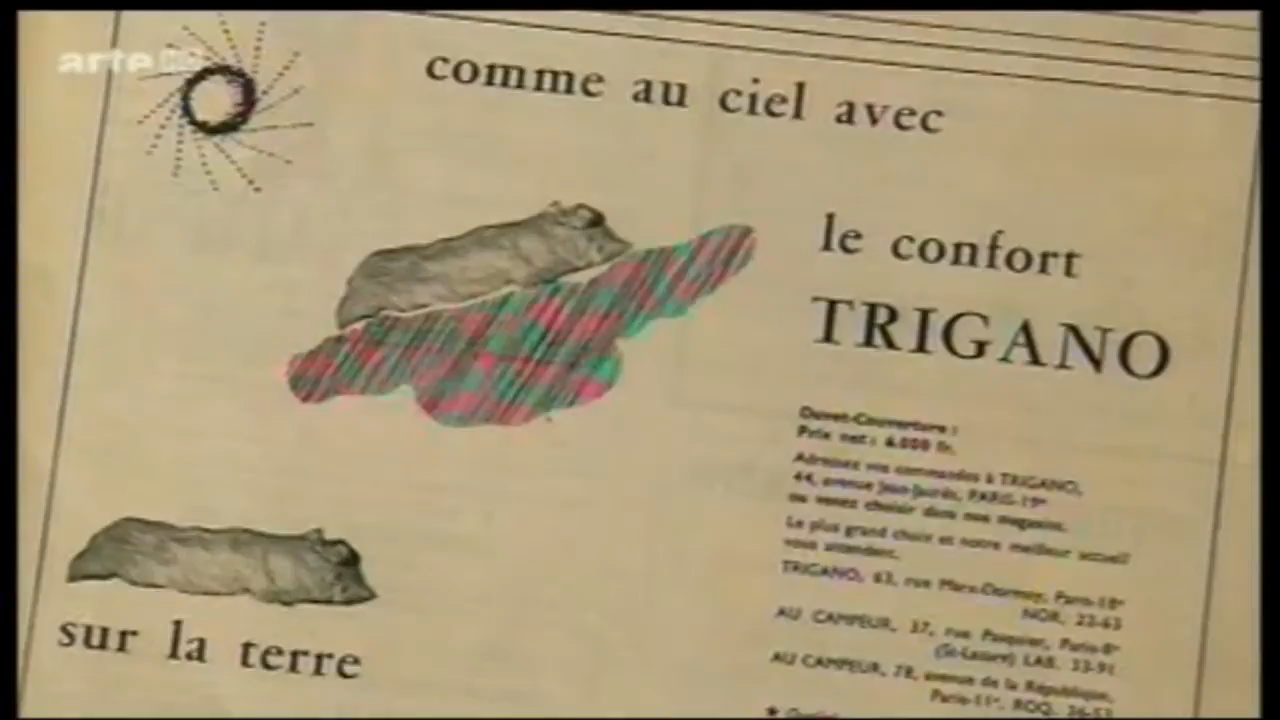 arte HD
comme au ciel avec
le confort
TRIGANO
Duvet-Couverture :
Prix net : 6.000 fr.
Adressez vos commandes à TRIGANO,
44, avenue Jean-Jaurès, PARIS-19e
ou venez choisir dans nos magasins.
Le plus grand choix et notre meilleur accueil
vous attendent.
TRIGANO, 63, rue Marx-Dormoy, Paris-18e
NOR. 22-63
AU CAMPEUR, 37, rue Pasquier, Paris-8e
(St-Lazare) LAB. 33-91
AU CAMPEUR, 78, avenue de la République,
Paris-11e. ROQ.
sur la terre